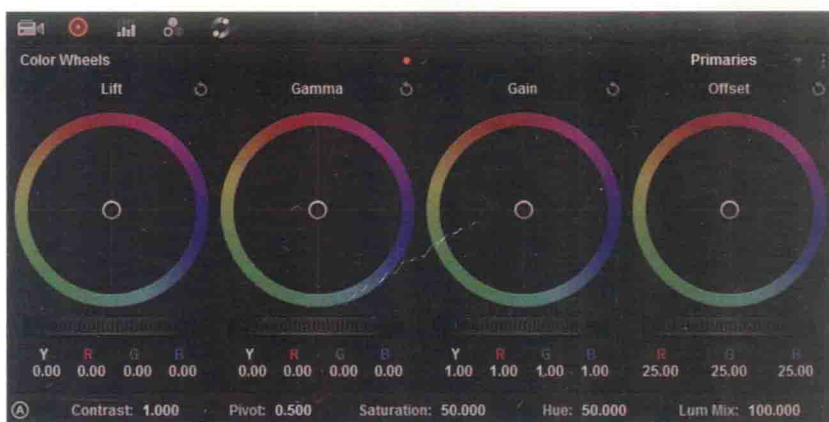 Color Wheels Primaries
Lift Gamma Gain Offset
Y R G B Y R G B Y R G B R G B
0.00 0.00 0.00 0.00 0.00 0.00 0.00 0.00 1.00 1.00 1.00 1.00 25.00 25.00 25.00
A Contrast: 1.000 Pivot: 0.500 Saturation: 50.000 Hue: 50.000 Lum Mix: 100.000